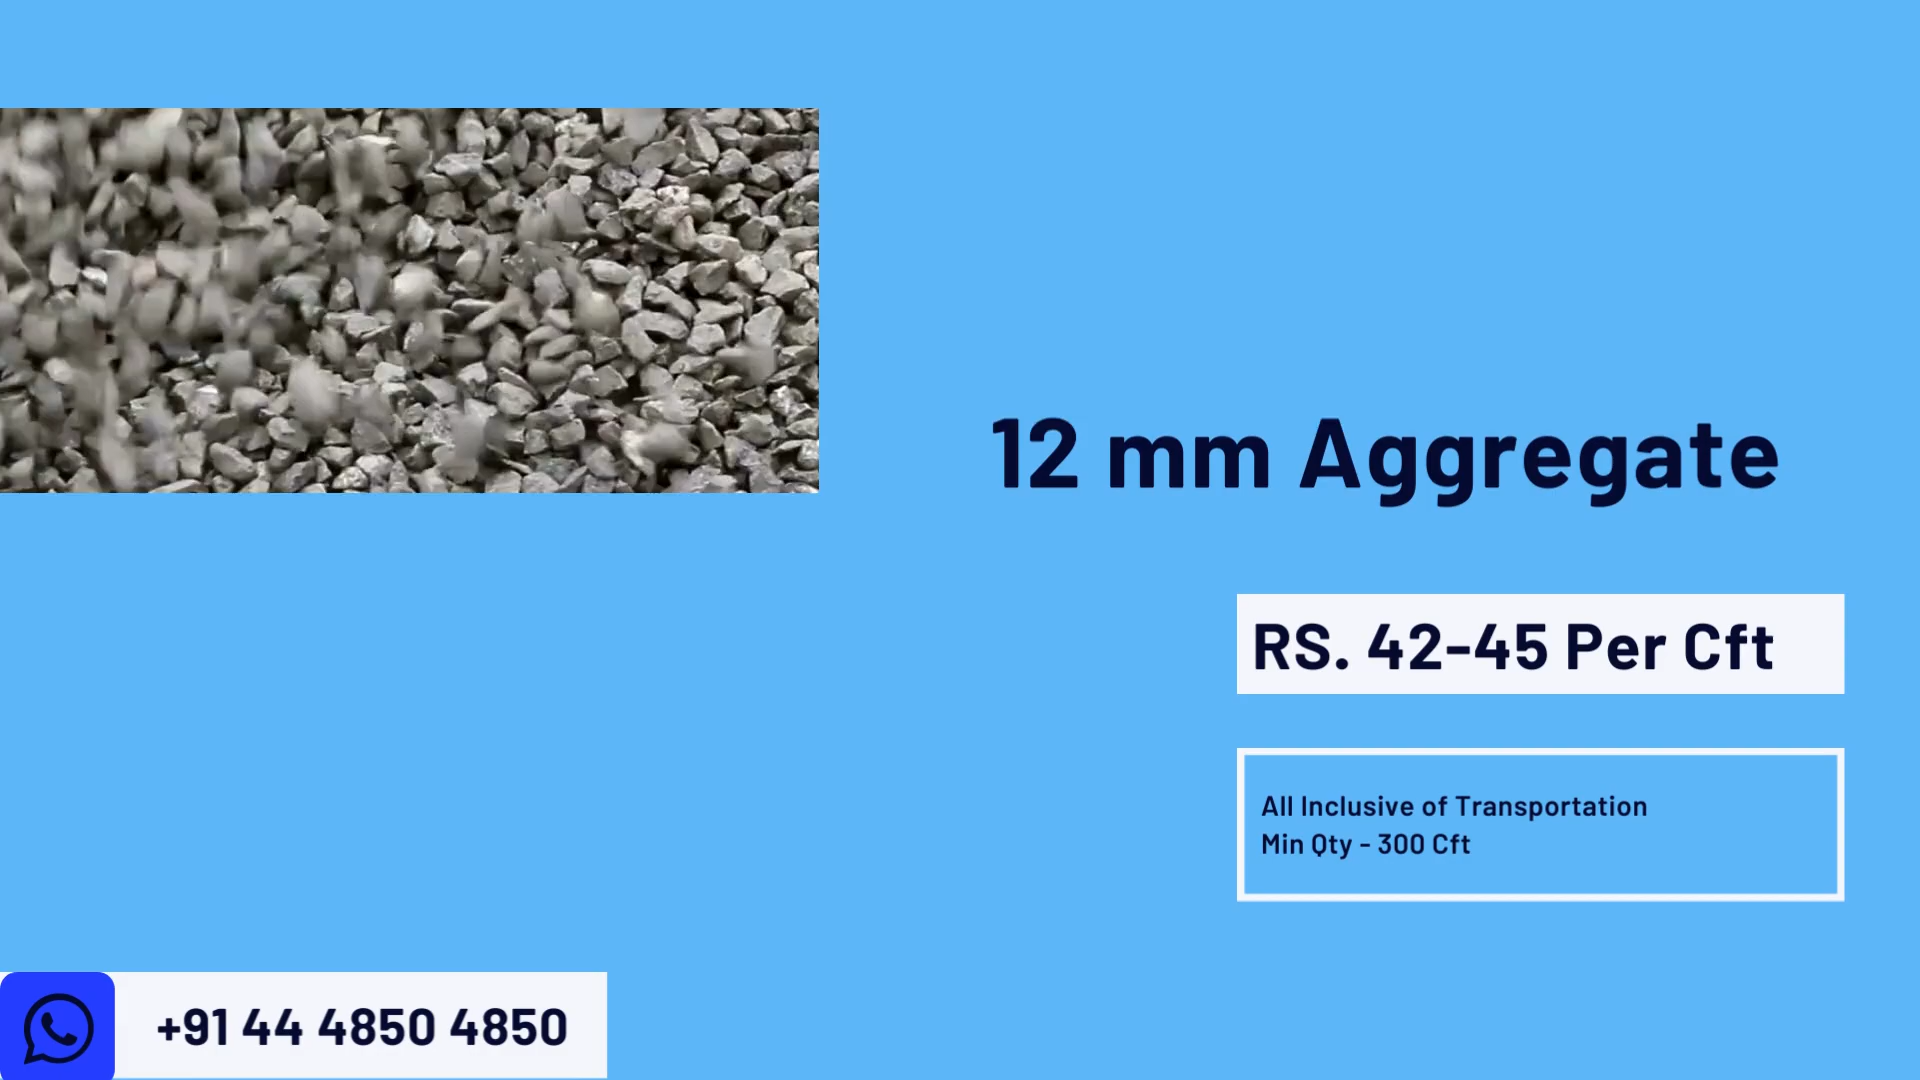 12 mm Aggregate
RS. 42-45 Per Cft
All Inclusive of Transportation
Min Qty - 300 Cft
+91 44 4850 4850